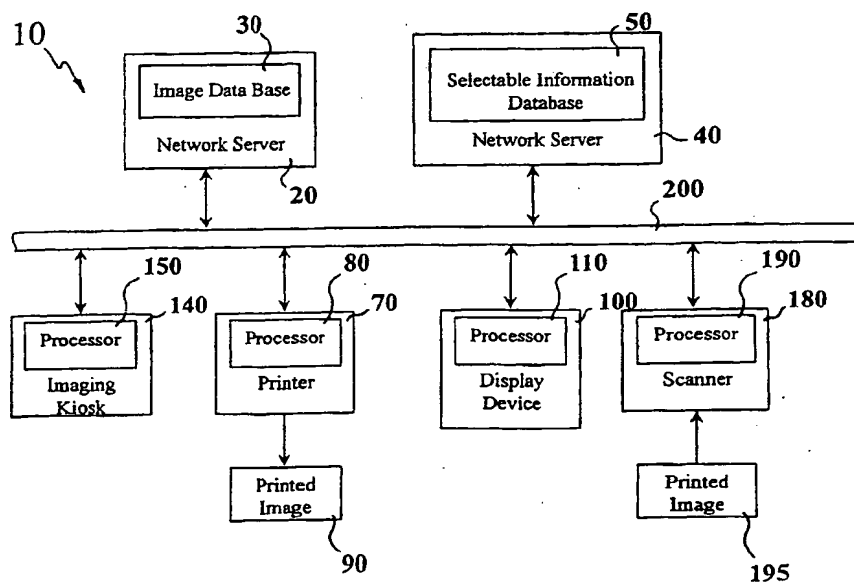 10
30
Image Data Base
Network Server
20
50
Selectable Information
Database
Network Server
40
200
150
140
Processor
Imaging
Kiosk
80
70
Processor
Printer
110
100
Processor
Display
Device
190
180
Processor
Scanner
Printed
Image
90
Printed
Image
195